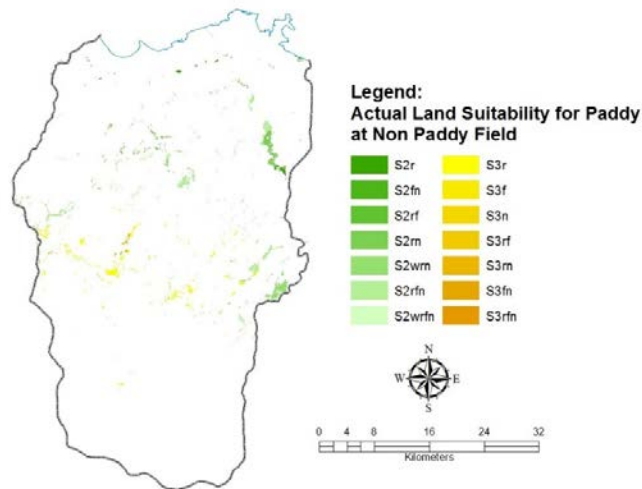 Legend:
Actual Land Suitability for Paddy
at Non Paddy Field
S2r S3r
S2fn S3f
S2rf S3n
S2rn S3rf
S2wrn S3rn
S2rfn S3fn
S2wrfn S3rfn
N
W E
S
0 2 4 8 16 24 32
Kilometers